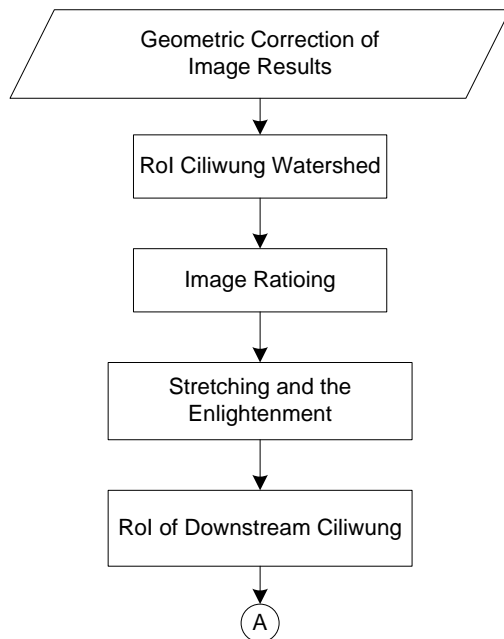 Geometric Correction of
Image Results
RoI Ciliwung Watershed
Image Ratioing
Stretching and the
Enlightenment
RoI of Downstream Ciliwung
A